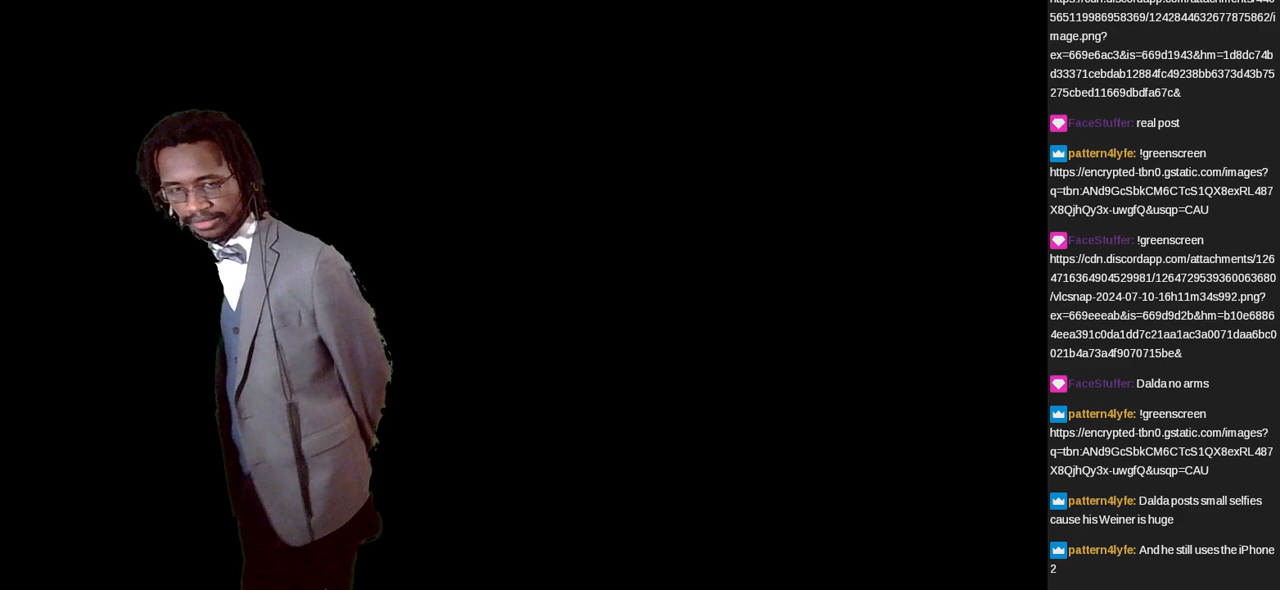 565119986958369/1242844632677875862/i
mage.png?
ex=669e6ac3&is=669d1943&hm=1d8dc74b
d33371cebdab12884fc49238bb6373d43b75
275cbed11669dbdfa67c&
FaceStuffer: real post
pattern4lyfe: !greenscreen
https://encrypted-tbn0.gstatic.com/images?
q=tbn:ANd9GcSbkCM6CTcS1QX8exRL487
X8QjhQy3x-uwgfQ&usqp=CAU
FaceStuffer: !greenscreen
https://cdn.discordapp.com/attachments/126
4716364904529981/1264729539360063680
/vlcsnap-2024-07-10-16h11m34s992.png?
ex=669eeeab&is=669d9d2b&hm=b10e6886
4eea391c0da1dd7c21aa1ac3a0071daa6bc0
021b4a73a4f9070715be&
FaceStuffer: Dalda no arms
pattern4lyfe: !greenscreen
https://encrypted-tbn0.gstatic.com/images?
q=tbn:ANd9GcSbkCM6CTcS1QX8exRL487
X8QjhQy3x-uwgfQ&usqp=CAU
pattern4lyfe: Dalda posts small selfies
cause his Weiner is huge
pattern4lyfe: And he still uses the iPhone
2